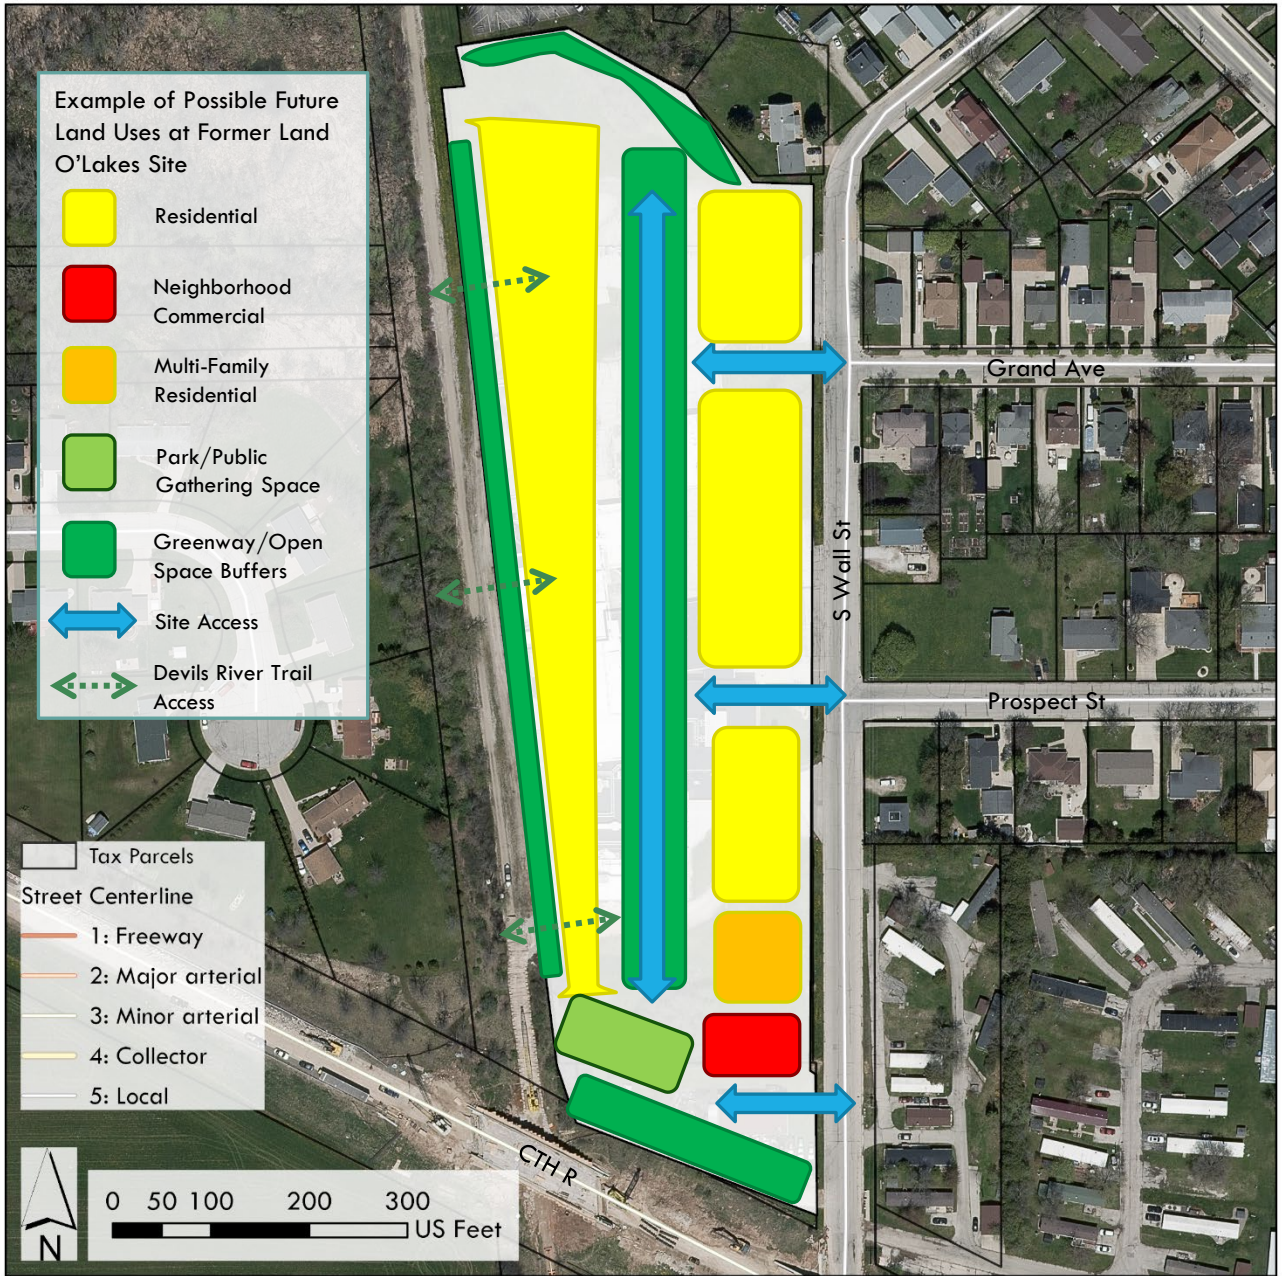 Example of Possible Future
Land Uses at Former Land
O'Lakes Site
Residential
Neighborhood
Commercial
Multi-Family
Residential
Park/Public
Gathering Space
Greenway/Open
Space Buffers
Site Access
Devils River Trail
Access
Grand Ave
S Wall St
Prospect St
Tax Parcels
Street Centerline
1: Freeway
2: Major arterial
3: Minor arterial
4: Collector
5: Local
CTH R
N
0 50 100 200 300
US Feet